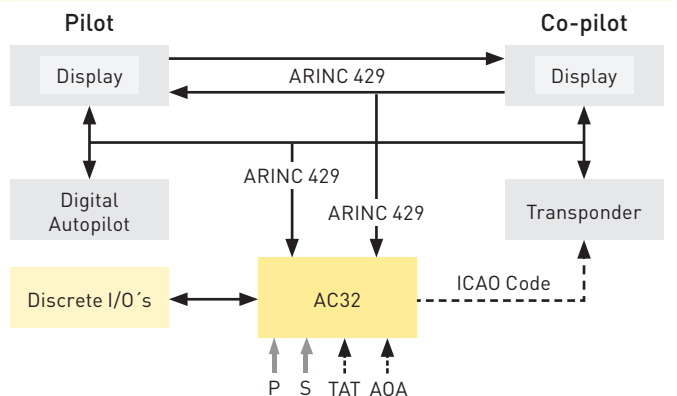 Pilot
Co-pilot
Display
ARINC 429
Display
ARINC 429
Digital
Autopilot
ARINC 429
Transponder
Discrete I/O´s
AC32
ICAO Code
P
S
TAT
AOA